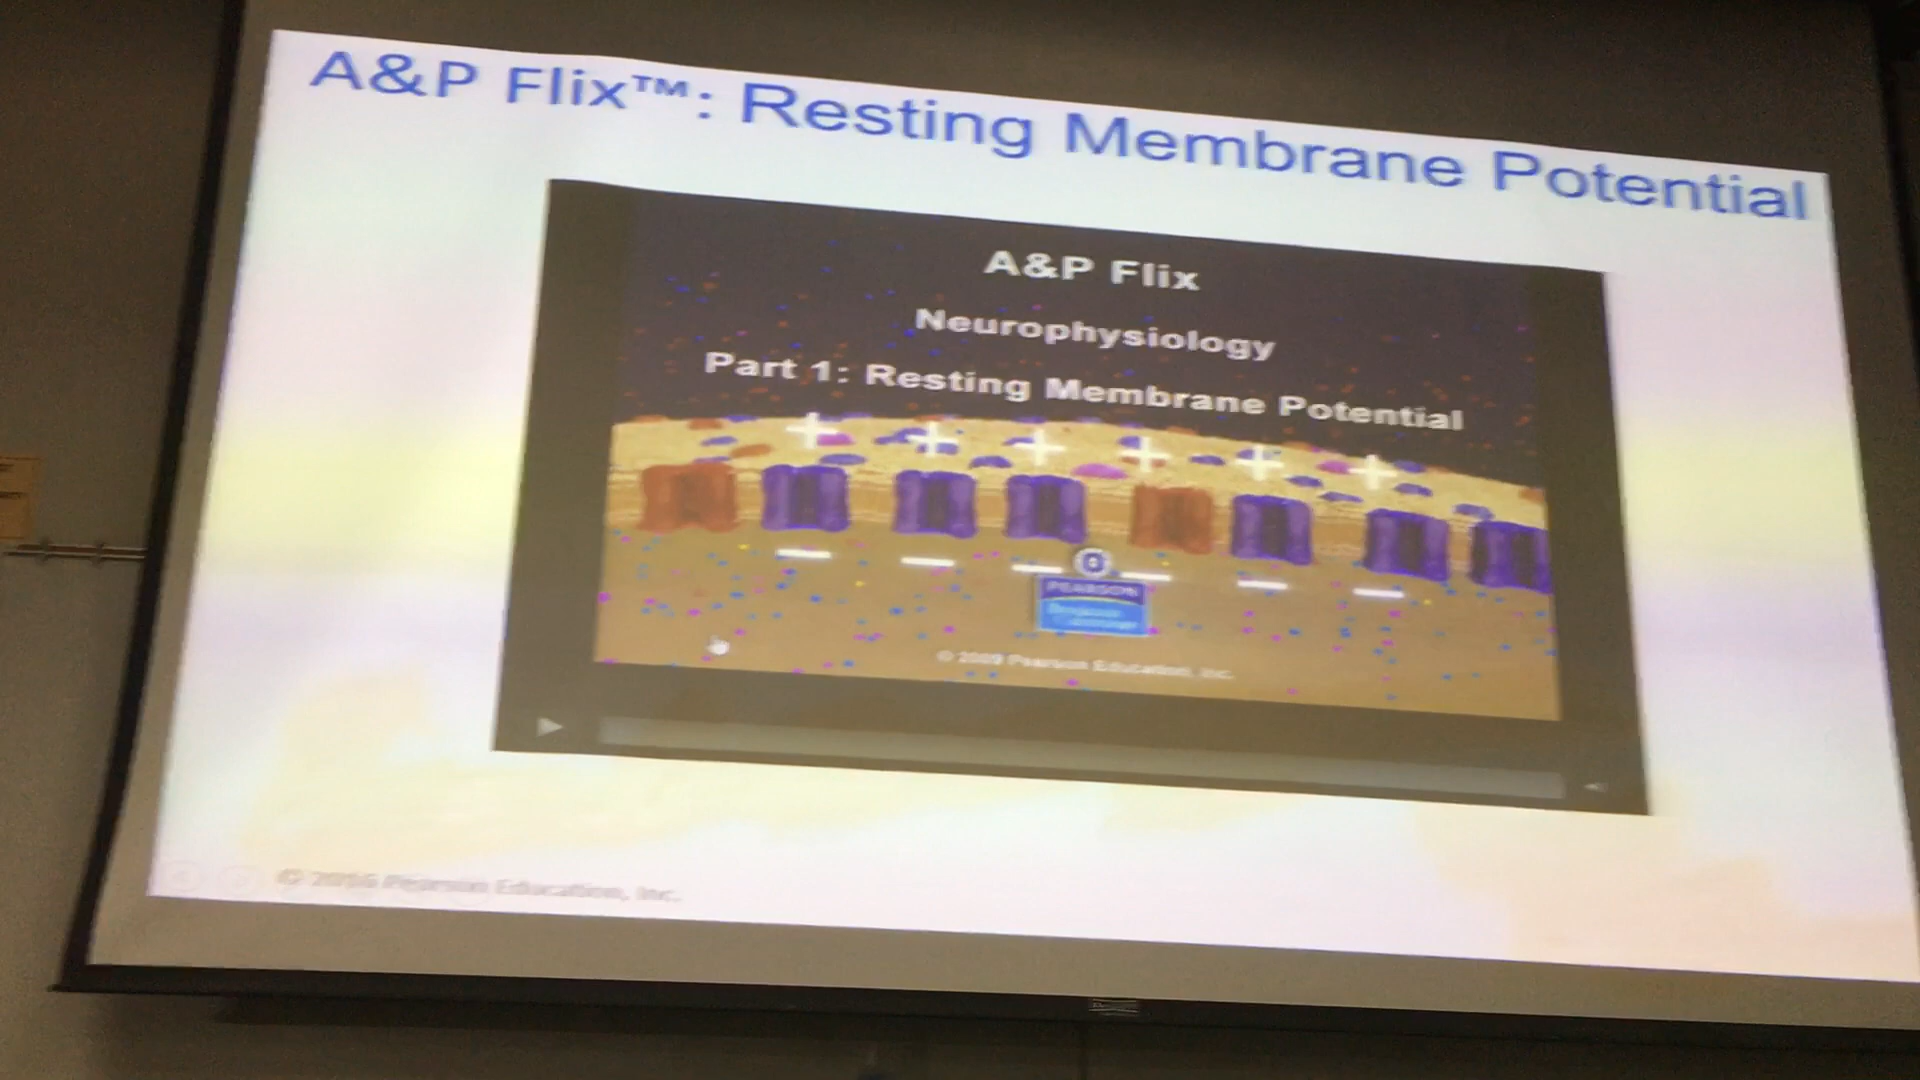 A&P Flix™: Resting Membrane Potential
A&P Flix
Neurophysiology
Part 1: Resting Membrane Potential
PEARSON
© 2009 Pearson Education, Inc.
© 2016 Pearson Education, Inc.